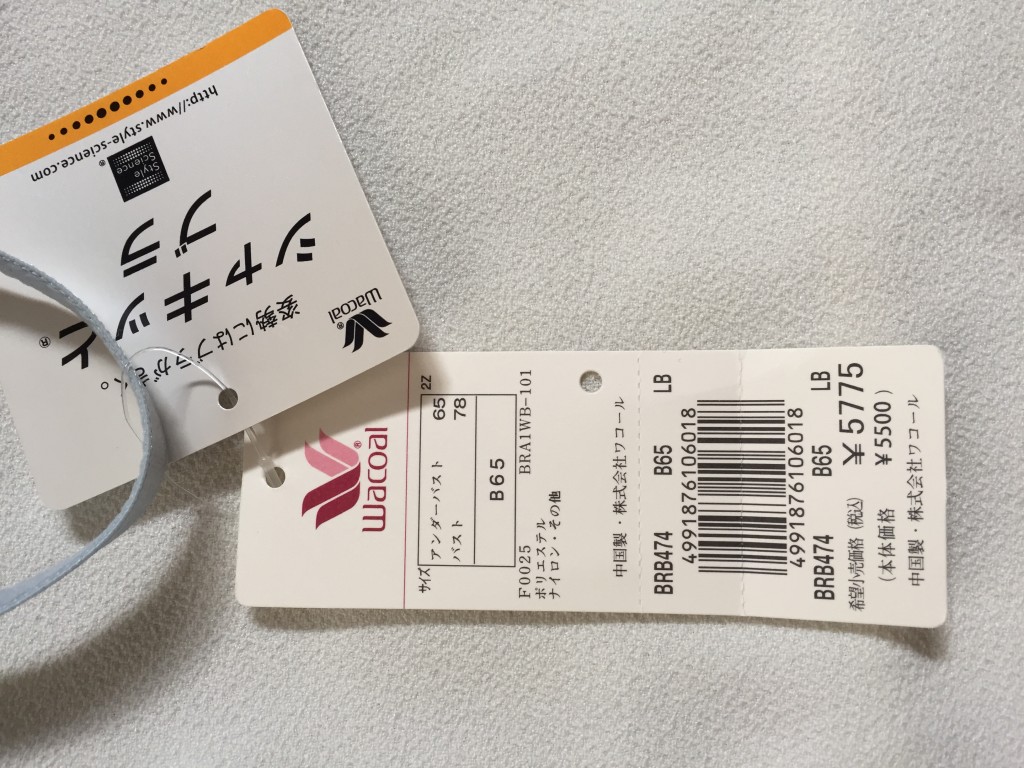 http://www.style-science.com
Style
Science
®
シャキッと
ブラ
®
姿勢にはブラが
。
Wacoal®
Wacoal®
2Z
サイズ
アンダーバスト 65
バスト 78
B65
F0025 BRA1WB-101
ポリエステル
ナイロン・その他
中国製・株式会社ワコール
BRB474 B65 LB
4991876106018
4991876106018
BRB474 B65 LB
希望小売価格(税込) ¥5775
(本体価格 ¥5500)
中国製・株式会社ワコール